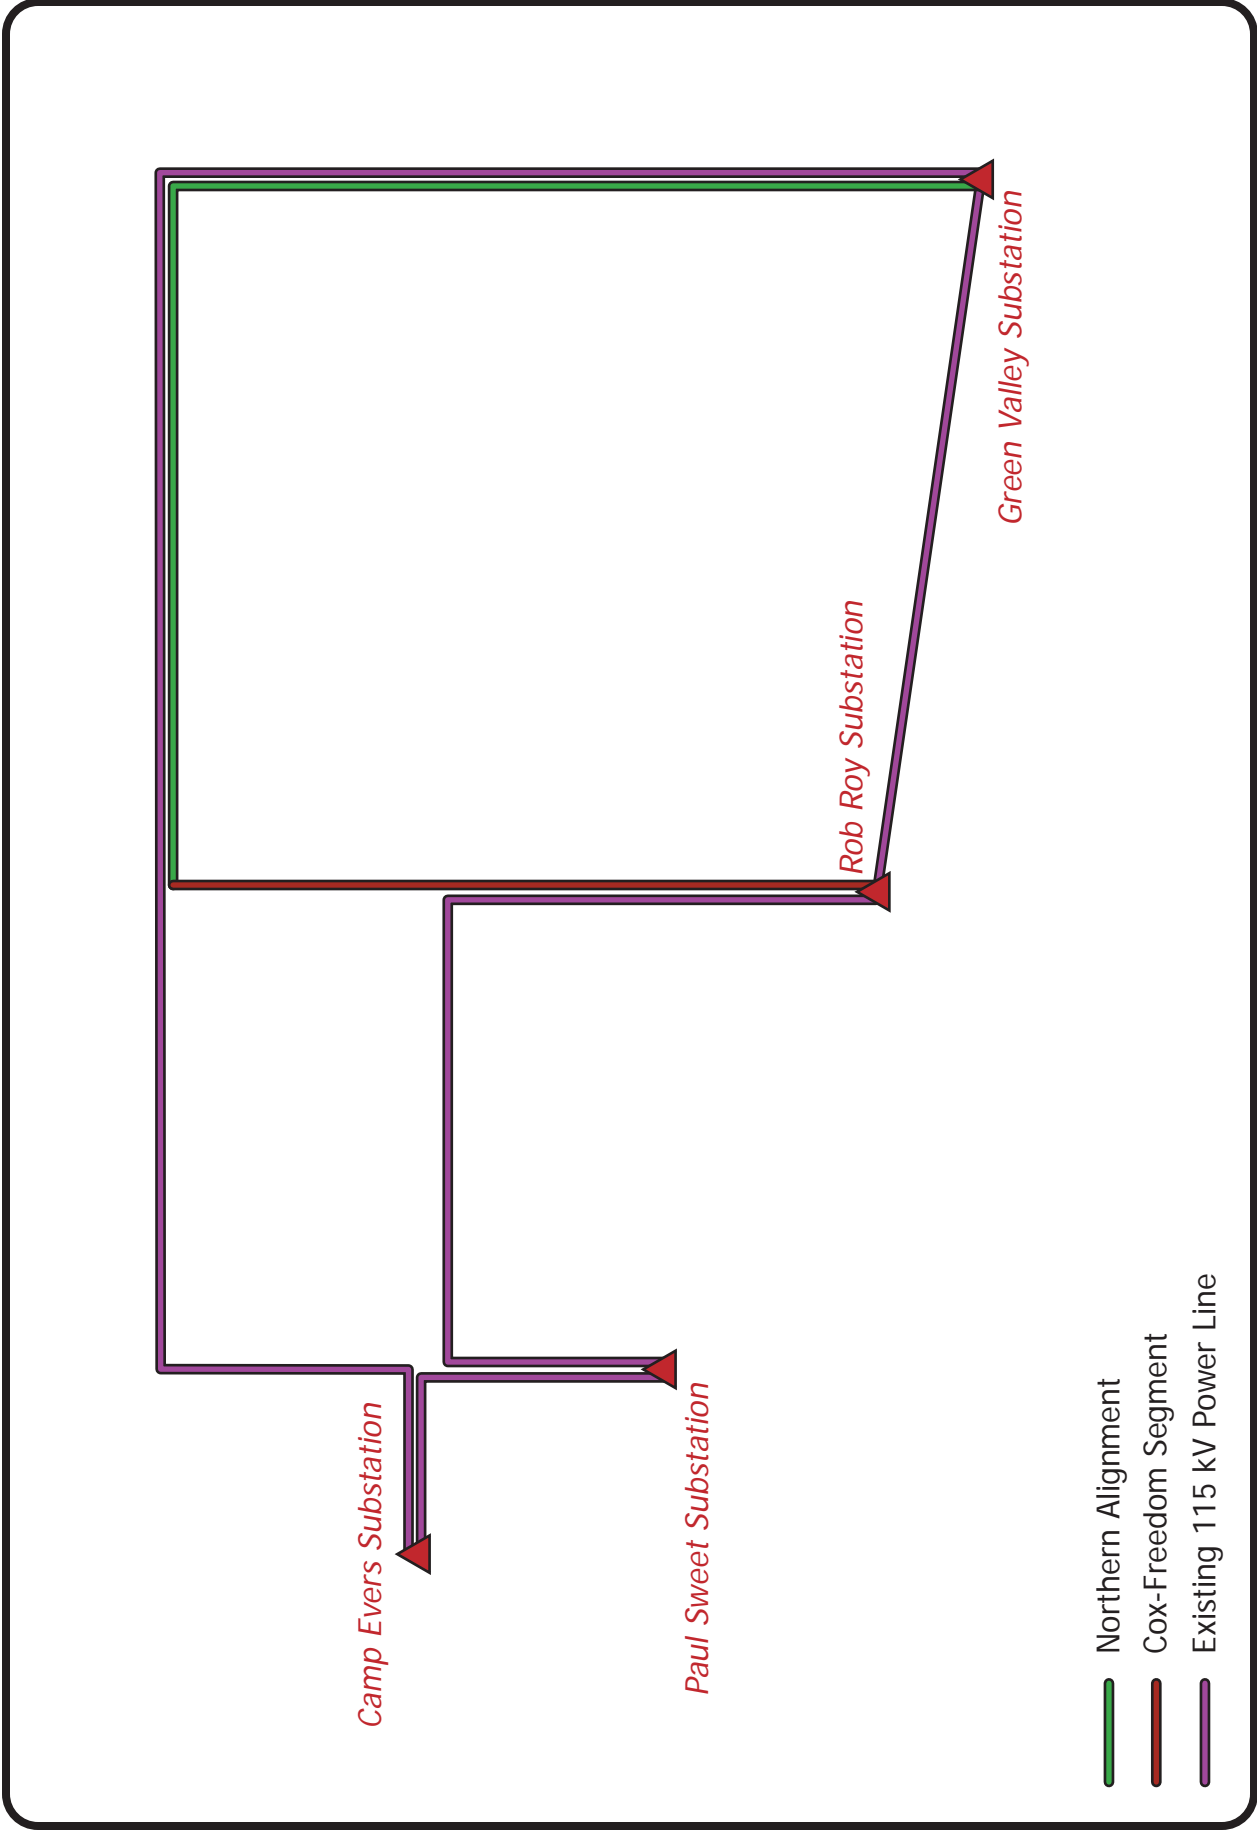 Camp Evers Substation
Paul Sweet Substation
Rob Roy Substation
Green Valley Substation
Northern Alignment
Cox-Freedom Segment
Existing 115 kV Power Line